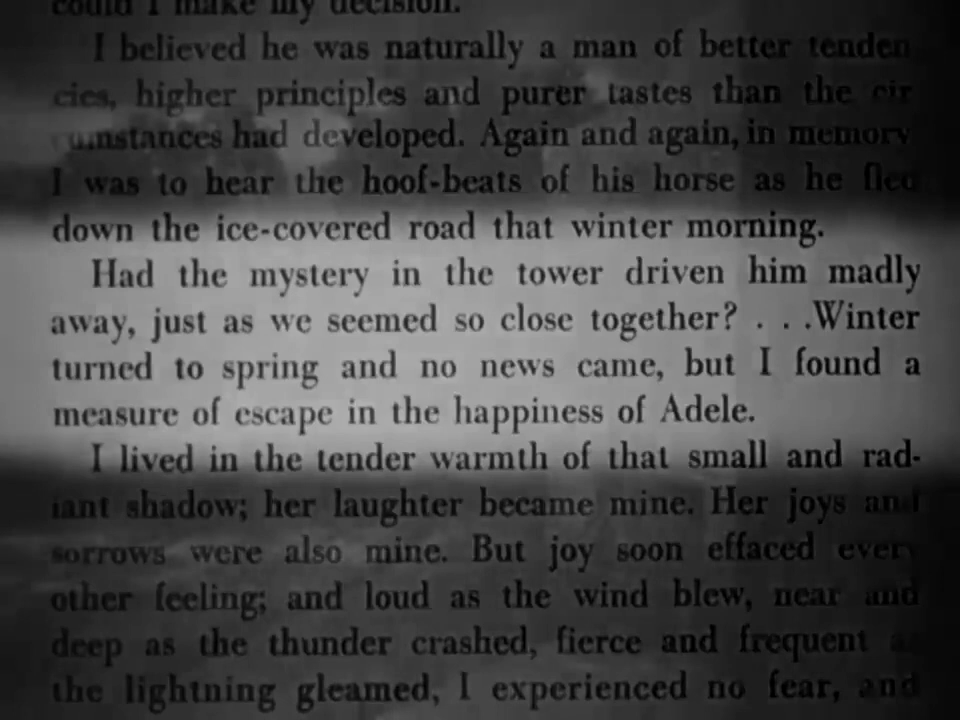 could I make my decision.
I believed he was naturally a man of better tenden
cies, higher principles and purer tastes than the cir
cumstances had developed. Again and again, in memory
I was to hear the hoof-beats of his horse as he fled
down the ice-covered road that winter morning.
Had the mystery in the tower driven him madly
away, just as we seemed so close together? . . .Winter
turned to spring and no news came, but I found a
measure of escape in the happiness of Adele.
I lived in the tender warmth of that small and rad-
iant shadow; her laughter became mine. Her joys and
sorrows were also mine. But joy soon effaced every
other feeling; and loud as the wind blew, near and
deep as the thunder crashed, fierce and frequent as
the lightning gleamed, I experienced no fear, and